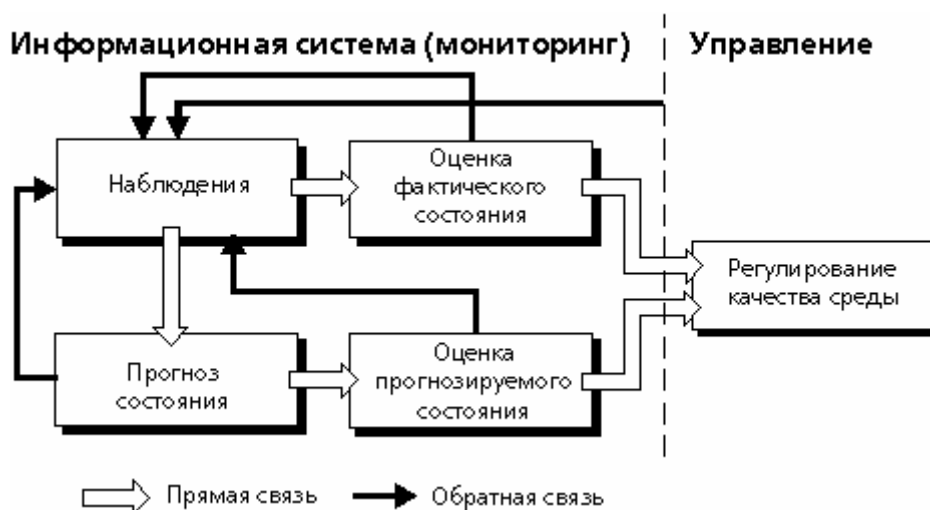 Информационная система (мониторинг)
Управление
Наблюдения
Оценка
фактического
состояния
Регулирование
качества среды
Прогноз
состояния
Оценка
прогнозируемого
состояния
Прямая связь
Обратная связь